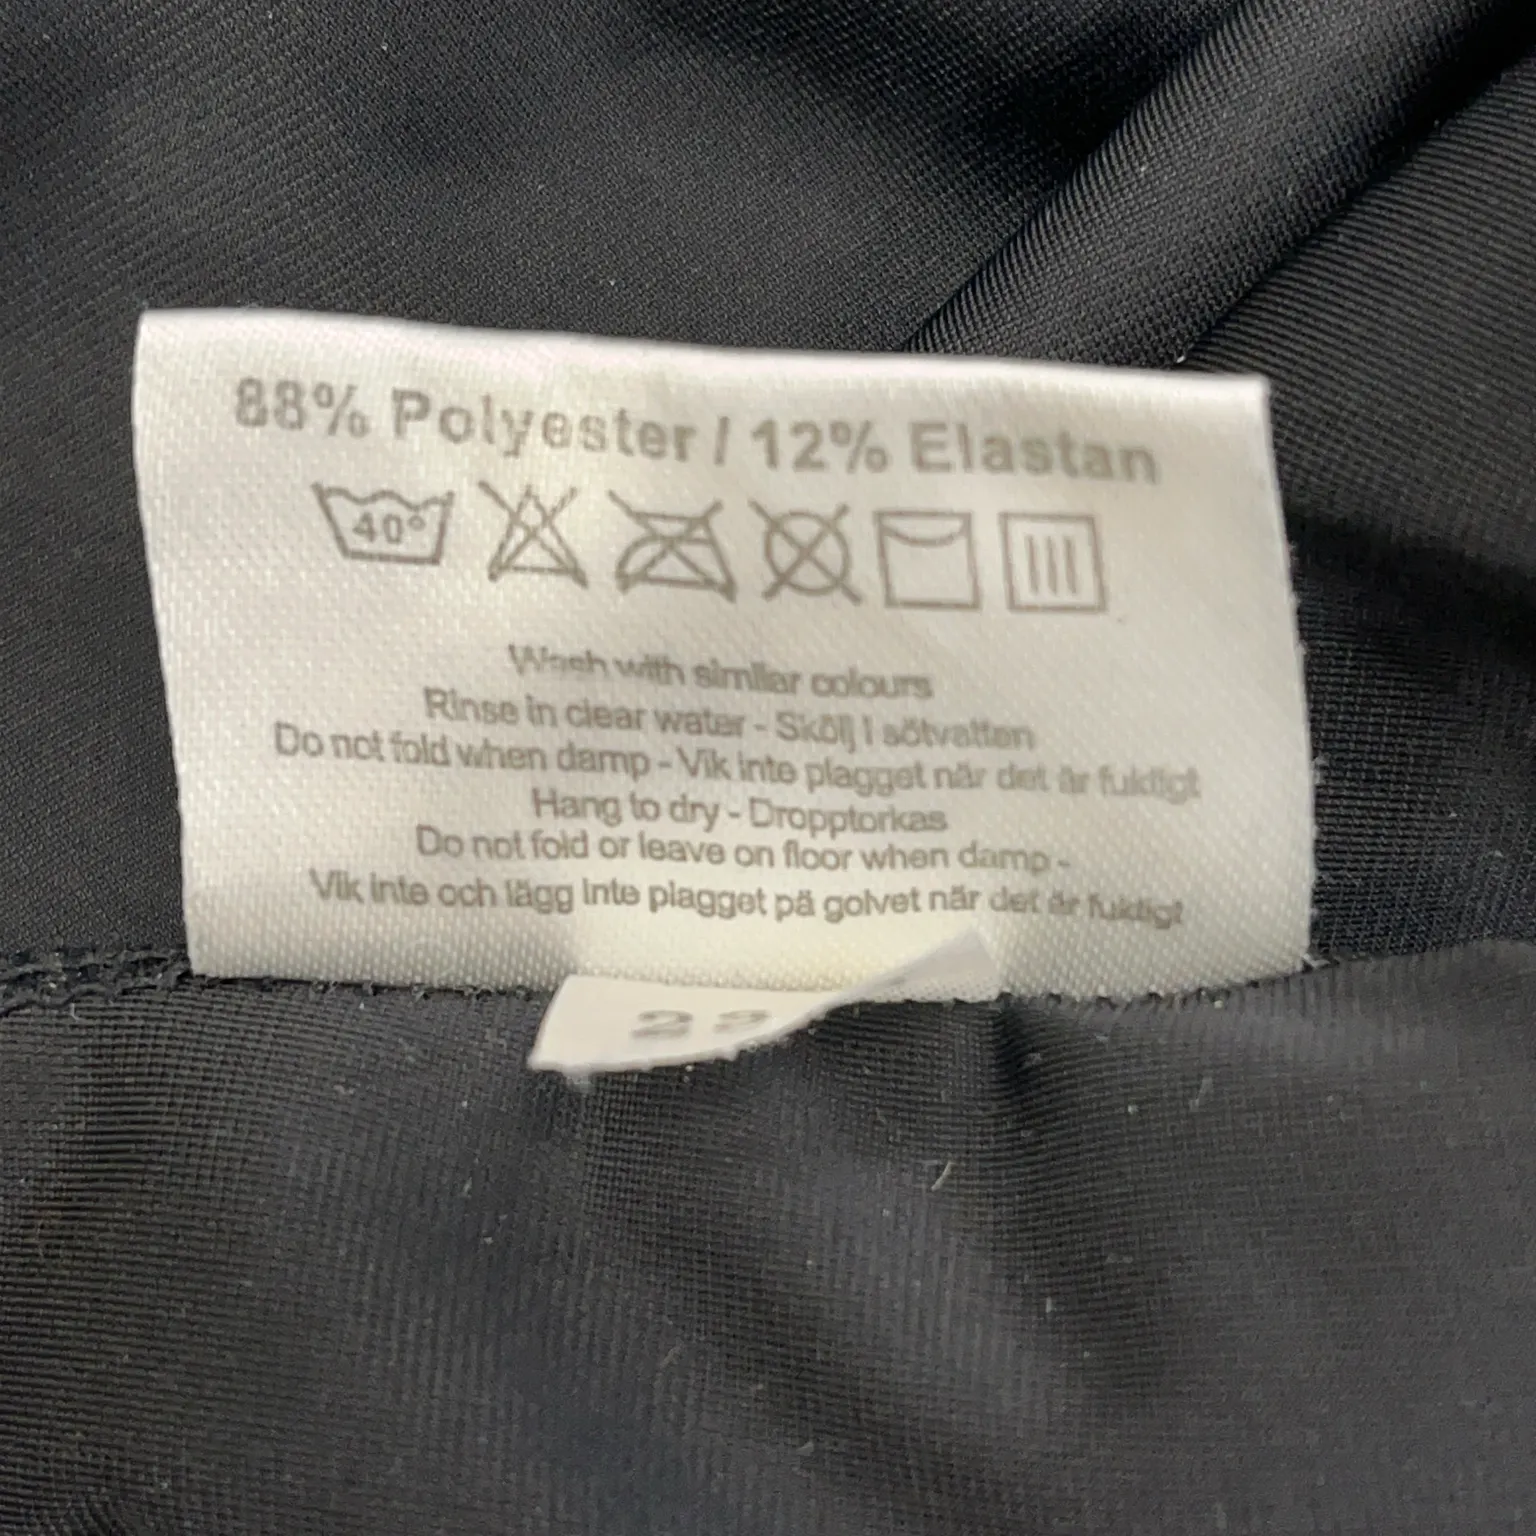 88% Polyester / 12% Elastan
40°
Wash with similar colours
Rinse in clear water - Skölj i sötvatten
Do not fold when damp - Vik inte plagget när det är fuktigt
Hang to dry - Dropptorkas
Do not fold or leave on floor when damp -
Vik inte och lägg inte plagget på golvet när det är fuktigt